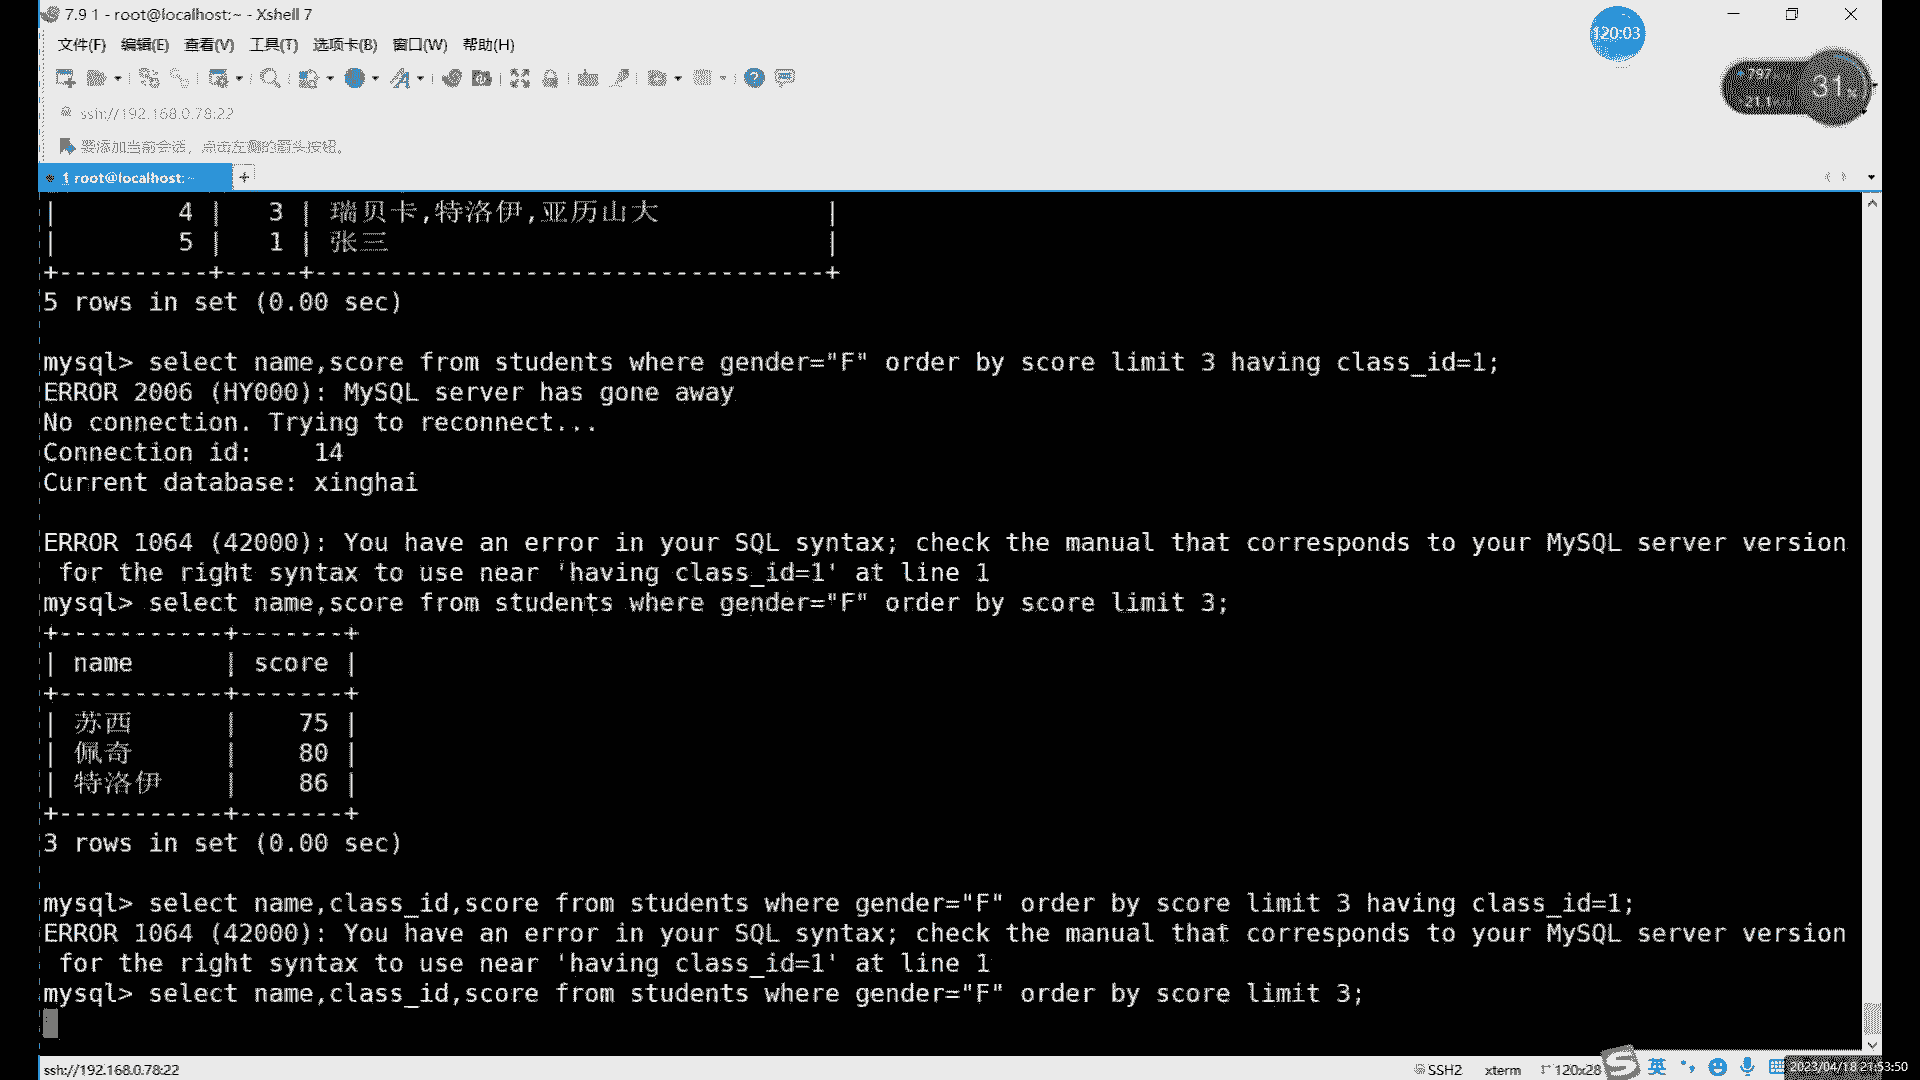 7.9 1 - root@localhost:~ - Xshell 7
120:03
文件(F) 编辑(E) 查看(V) 工具(T) 选项卡(B) 窗口(W) 帮助(H)
797
31%
21.1
ssh://192.168.0.78:22
要添加当前会话，点击左侧的箭头按钮。
1 root@localhost:~
| 4 | 3 | 瑞贝卡,特洛伊,亚历山大 |
| 5 | 1 | 张三 |
+----------+-----+----------------------------------+
5 rows in set (0.00 sec)
mysql> select name,score from students where gender="F" order by score limit 3 having class_id=1;
ERROR 2006 (HY000): MySQL server has gone away
No connection. Trying to reconnect...
Connection id:    14
Current database: xinghai
ERROR 1064 (42000): You have an error in your SQL syntax; check the manual that corresponds to your MySQL server version
for the right syntax to use near 'having class_id=1' at line 1
mysql> select name,score from students where gender="F" order by score limit 3;
+-----------+-------+
| name | score |
+-----------+-------+
| 苏西 | 75 |
| 佩奇 | 80 |
| 特洛伊 | 86 |
+-----------+-------+
3 rows in set (0.00 sec)
mysql> select name,class_id,score from students where gender="F" order by score limit 3 having class_id=1;
ERROR 1064 (42000): You have an error in your SQL syntax; check the manual that corresponds to your MySQL server version
for the right syntax to use near 'having class_id=1' at line 1
mysql> select name,class_id,score from students where gender="F" order by score limit 3;
ssh://192.168.0.78:22
SSH2 xterm 120x28
英
2023/04/18 21:53:50